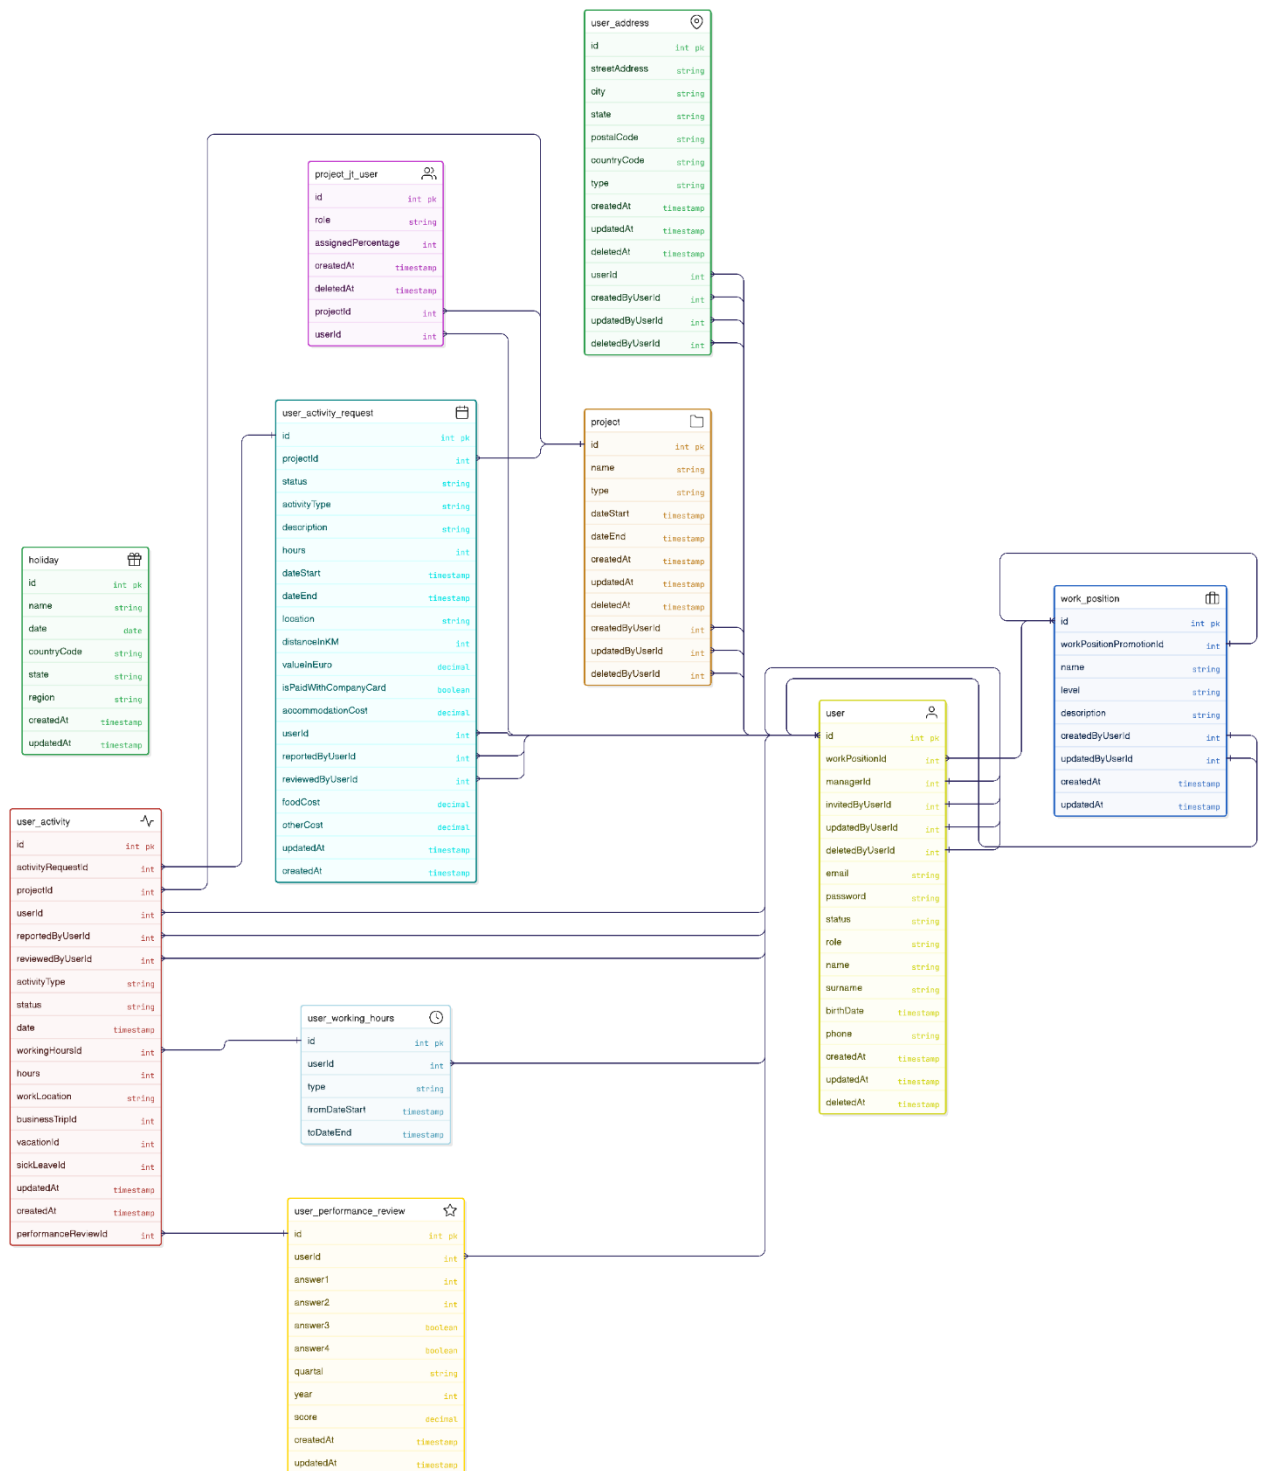 user_address
id int pk
streetAddress string
city string
state string
postalCode string
countryCode string
type string
createdAt timestamp
updatedAt timestamp
deletedAt timestamp
userId int
createdByUserId int
updatedByUserId int
deletedByUserId int
project_jt_user
id int pk
role string
assignedPercentage int
createdAt timestamp
deletedAt timestamp
projectId int
userId int
user_activity_request
id int pk
projectId int
status string
activityType string
description string
hours int
dateStart timestamp
dateEnd timestamp
location string
distanceInKM int
valueInEuro decimal
isPaidWithCompanyCard boolean
accommodationCost decimal
userId int
reportedByUserId int
reviewedByUserId int
foodCost decimal
otherCost decimal
updatedAt timestamp
createdAt timestamp
project
id int pk
name string
type string
dateStart timestamp
dateEnd timestamp
createdAt timestamp
updatedAt timestamp
deletedAt timestamp
createdByUserId int
updatedByUserId int
deletedByUserId int
holiday
id int pk
name string
date date
countryCode string
state string
region string
createdAt timestamp
updatedAt timestamp
work_position
id int pk
workPositionPromotionId int
name string
level string
description string
createdByUserId int
updatedByUserId int
createdAt timestamp
updatedAt timestamp
user
id int pk
workPositionId int
managerId int
invitedByUserId int
updatedByUserId int
deletedByUserId int
email string
password string
status string
role string
name string
surname string
birthDate timestamp
phone string
createdAt timestamp
updatedAt timestamp
deletedAt timestamp
user_activity
id int pk
activityRequestId int
projectId int
userId int
reportedByUserId int
reviewedByUserId int
activityType string
status string
date timestamp
workingHoursId int
hours int
workLocation string
businessTripId int
vacationId int
sickLeaveId int
updatedAt timestamp
createdAt timestamp
performanceReviewId int
user_working_hours
id int pk
userId int
type string
fromDateStart timestamp
toDateEnd timestamp
user_performance_review
id int pk
userId int
answer1 int
answer2 int
answer3 boolean
answer4 boolean
quartal string
year int
score decimal
createdAt timestamp
updatedAt timestamp